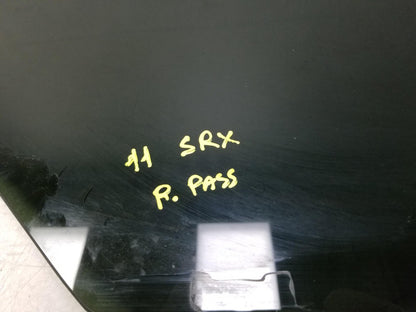 11 SRX
R. PASS